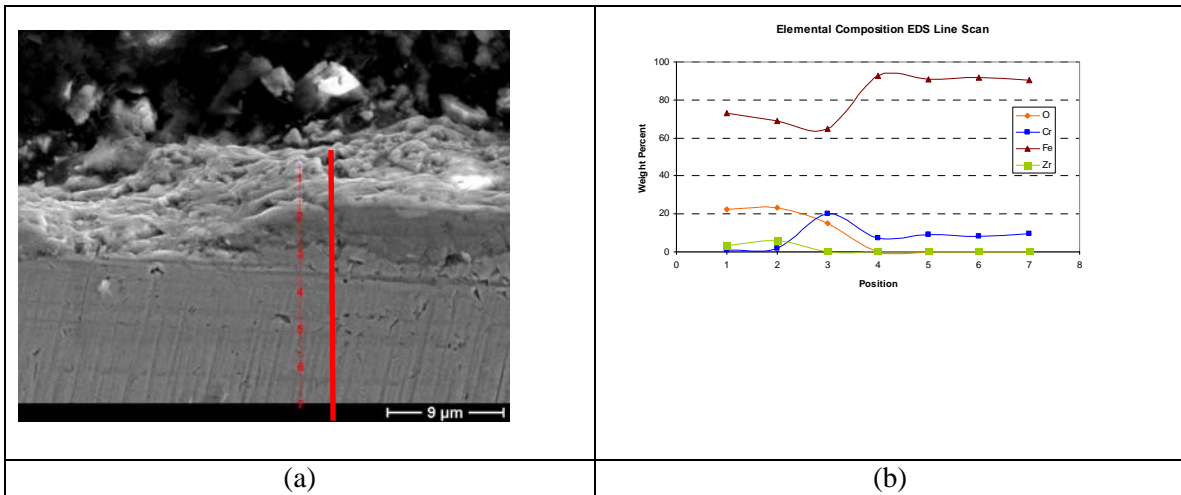 1
2
3
4
5
6
7
9 µm
Elemental Composition EDS Line Scan
Weight Percent
100
80
60
40
20
0
0 1 2 3 4 5 6 7 8
Position
O
Cr
Fe
Zr
(a) (b)